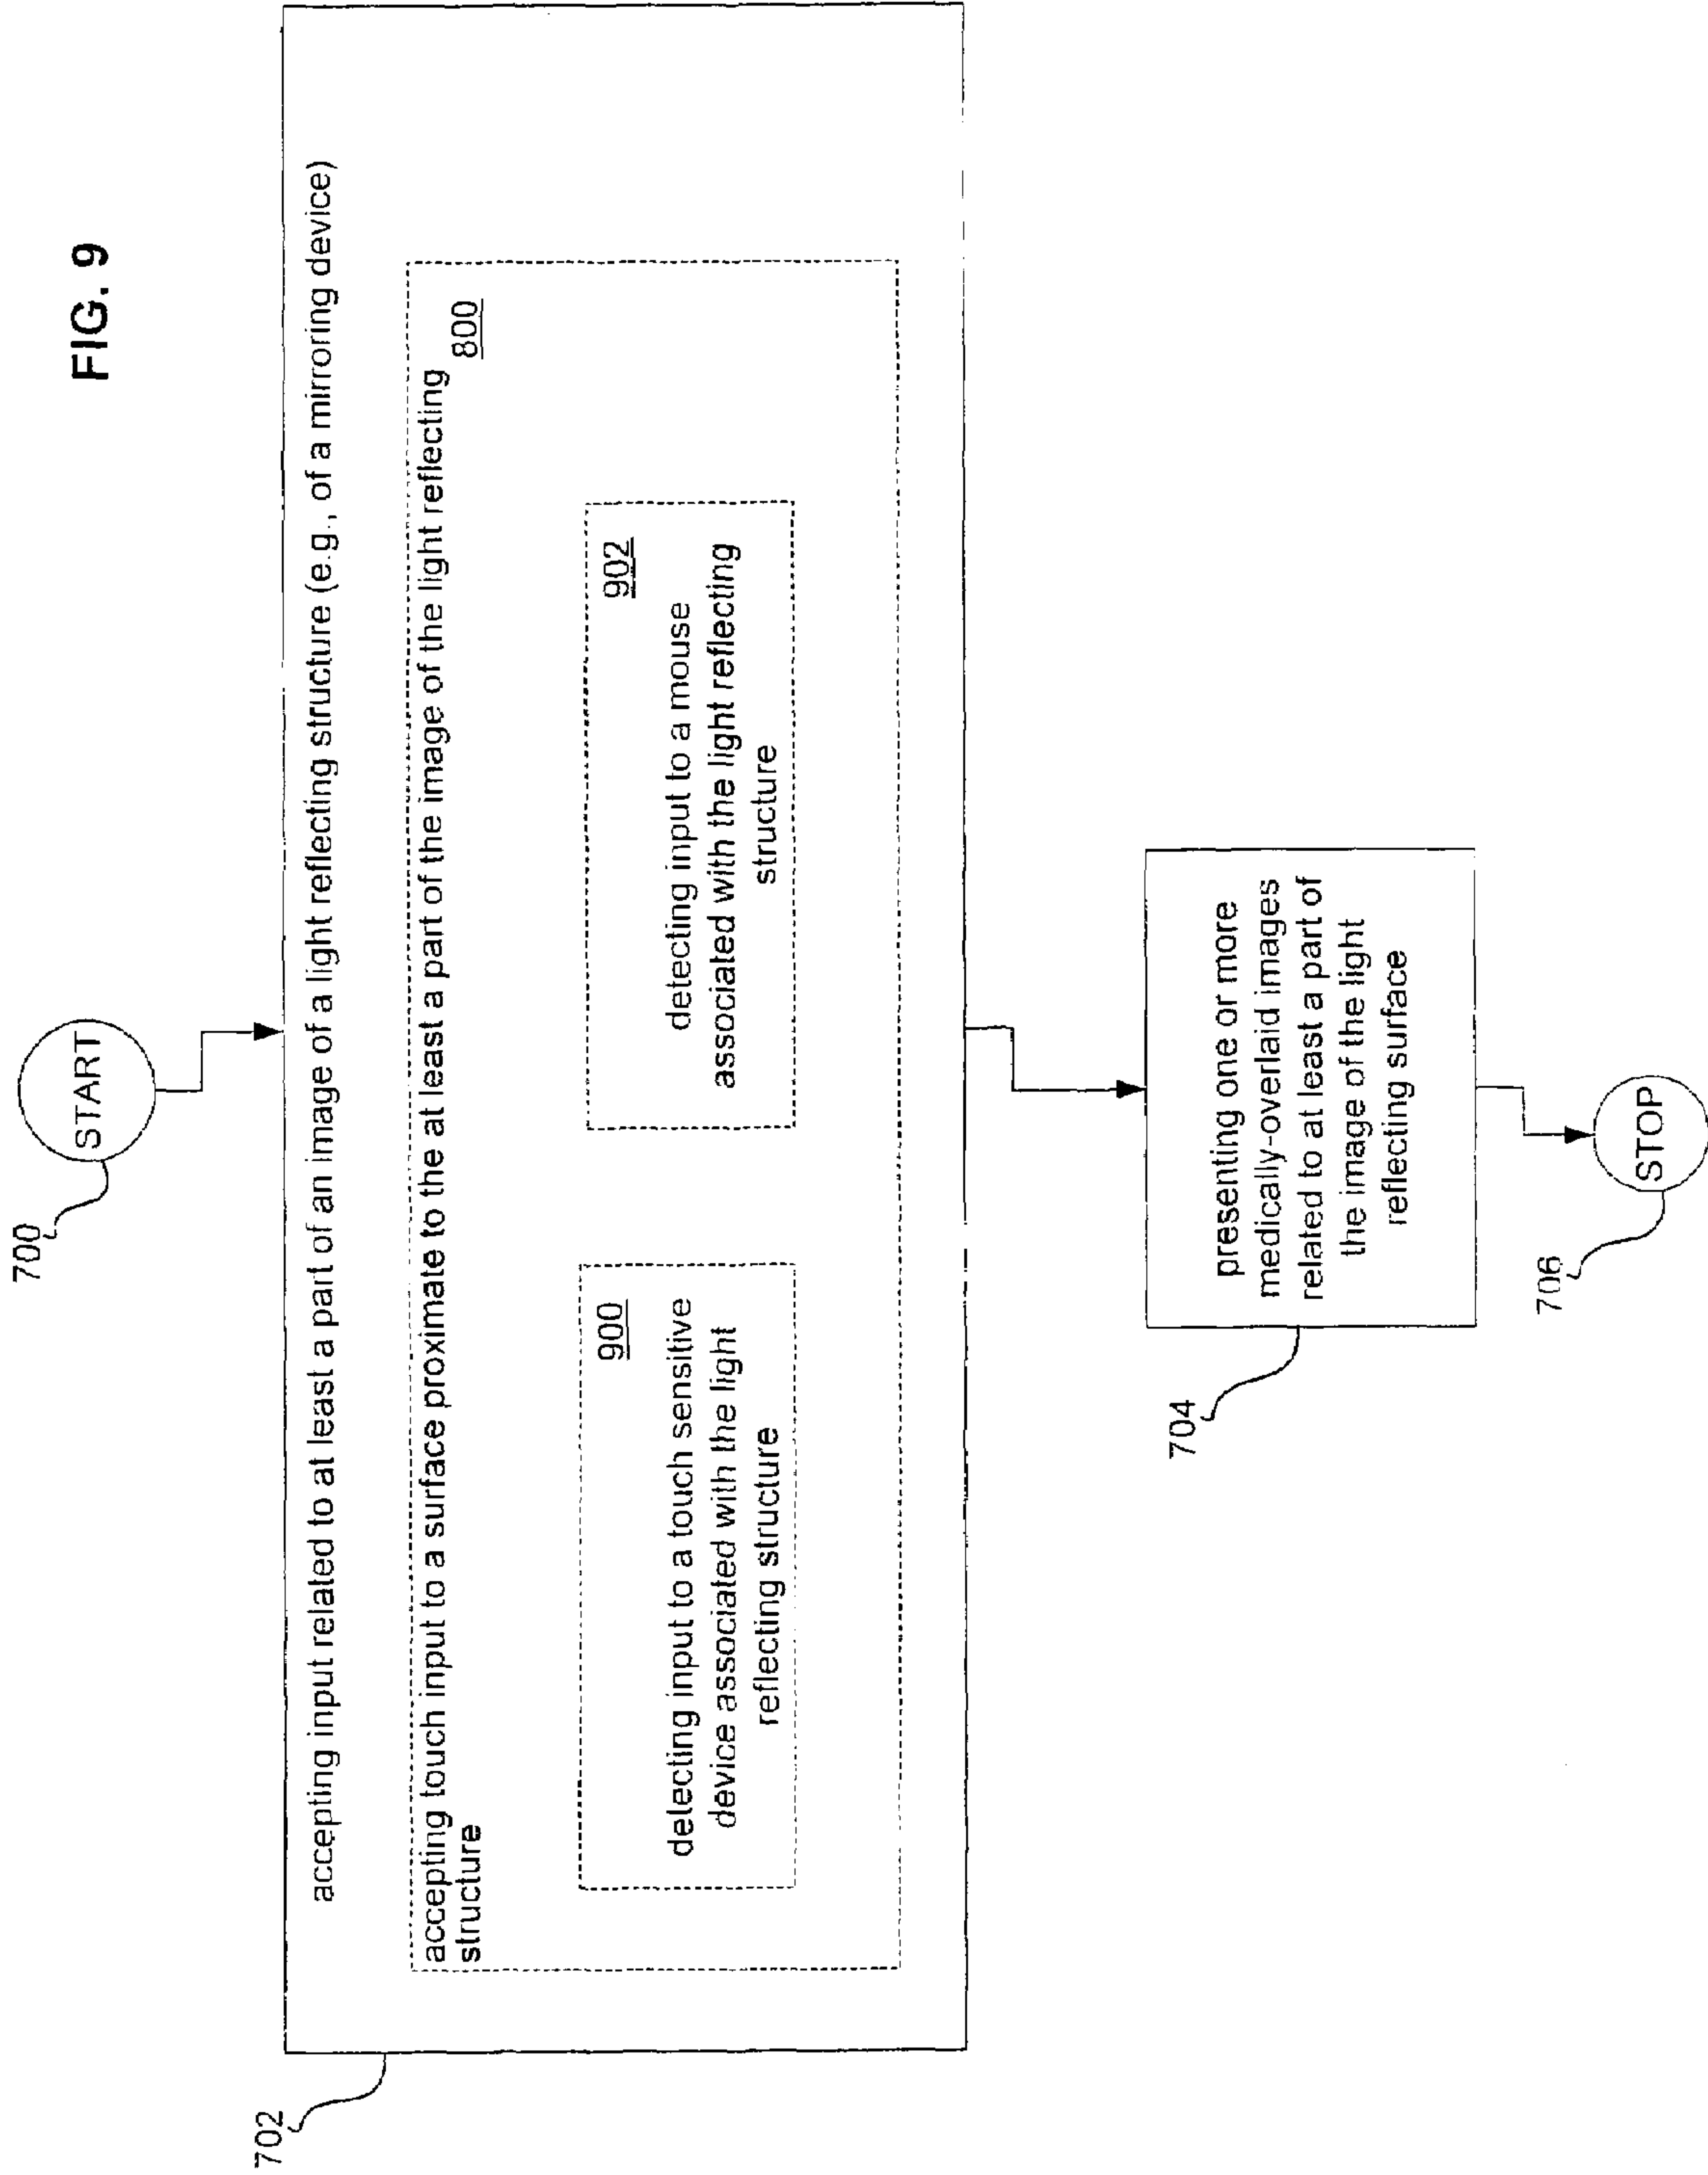 FIG. 9
START
700
accepting input related to at least a part of an image of a light reflecting structure (e.g., of a mirroring device)
702
accepting touch input to a surface proximate to the at least a part of the image of the light reflecting
structure
800
900
detecting input to a touch sensitive
device associated with the light
reflecting structure
902
detecting input to a mouse
associated with the light reflecting
structure
presenting one or more
medically-overlaid images
related to at least a part of
the image of the light
reflecting surface
704
STOP
706